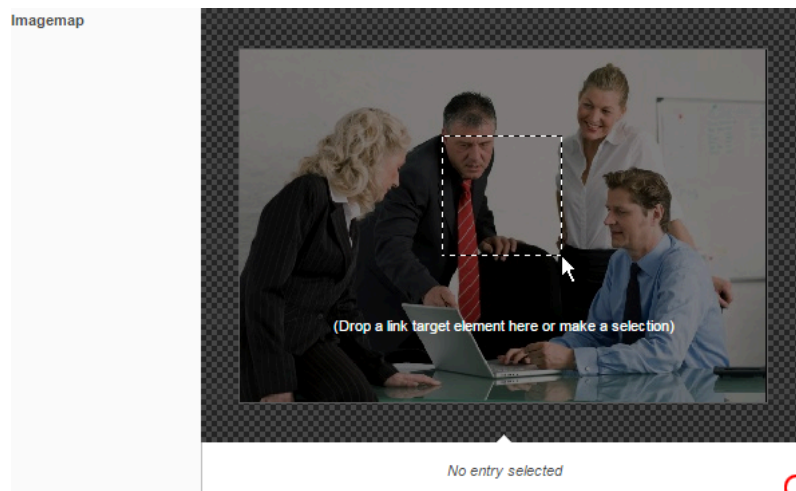 Imagemap
(Drop a link target element here or make a selection)
No entry selected